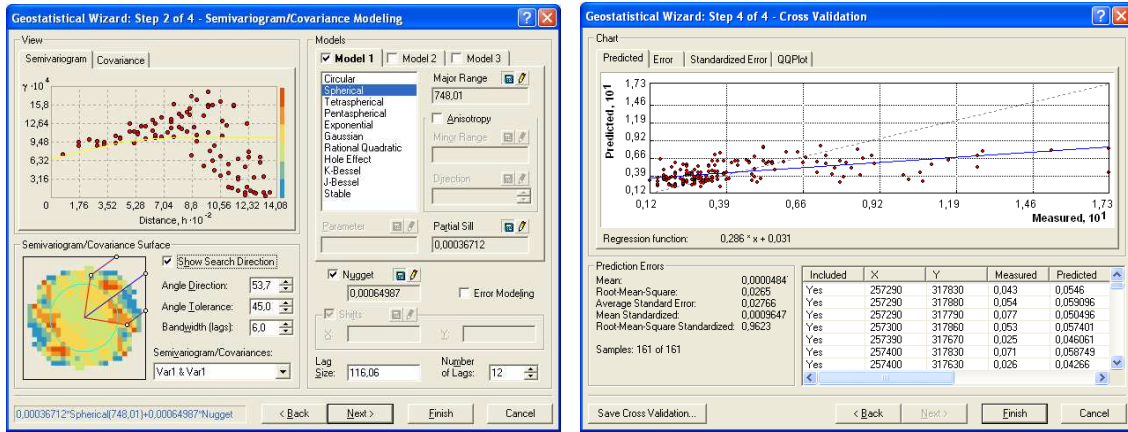 Geostatistical Wizard: Step 2 of 4 - Semivariogram/Covariance Modeling
View
Semivariogram Covariance
γ·10⁴
15,8
12,64
9,48
6,32
3,16
0 1,76 3,52 5,28 7,04 8,8 10,56 12,32 14,08
Distance, h·10⁻²
Semivariogram/Covariance Surface
Show Search Direction
Angle Direction: 53,7
Angle Tolerance: 45,0
Bandwidth (lags): 6,0
Semivariogram/Covariances:
Var1 & Var1
Models
Model 1 Model 2 Model 3
Circular
Spherical
Tetraspherical
Pentaspherical
Exponential
Gaussian
Rational Quadratic
Hole Effect
K-Bessel
J-Bessel
Stable
Major Range
748,01
Anisotropy
Minor Range
Direction
Parameter
Partial Sill
0,00036712
Nugget
0,00064987
Error Modeling
Shifts
X: Y:
Lag Size: 116,06
Number of Lags: 12
0,00036712*Spherical(748,01)+0,00064987*Nugget
< Back Next > Finish Cancel
Geostatistical Wizard: Step 4 of 4 - Cross Validation
Chart
Predicted Error Standardized Error QQPlot
Predicted, 10¹
1,73
1,46
1,19
0,92
0,66
0,39
0,12
0,12 0,39 0,66 0,92 1,19 1,46 1,73
Measured, 10¹
Regression function: 0,286 * x + 0,031
Prediction Errors
Mean: 0,0000484
Root-Mean-Square: 0,0265
Average Standard Error: 0,02766
Mean Standardized: 0,0009647
Root-Mean-Square Standardized: 0,9623
Samples: 161 of 161
Included X Y Measured Predicted
Yes 257290 317830 0,043 0,0546
Yes 257290 317880 0,054 0,059096
Yes 257290 317790 0,077 0,050496
Yes 257300 317860 0,053 0,057401
Yes 257390 317670 0,025 0,046061
Yes 257400 317830 0,071 0,058749
Yes 257400 317630 0,026 0,04266
Save Cross Validation... < Back Next > Finish Cancel